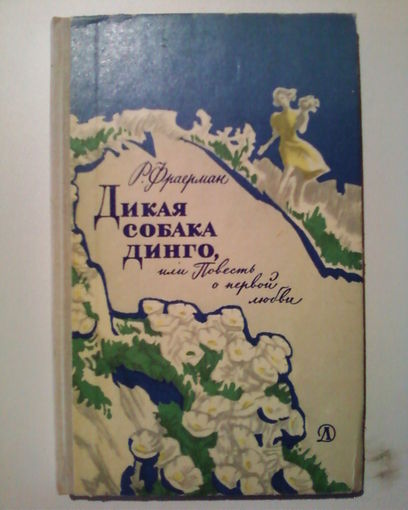 Р. Фраерман
Дикая
собака
динго,
или Повесть
о первой
любви
Д